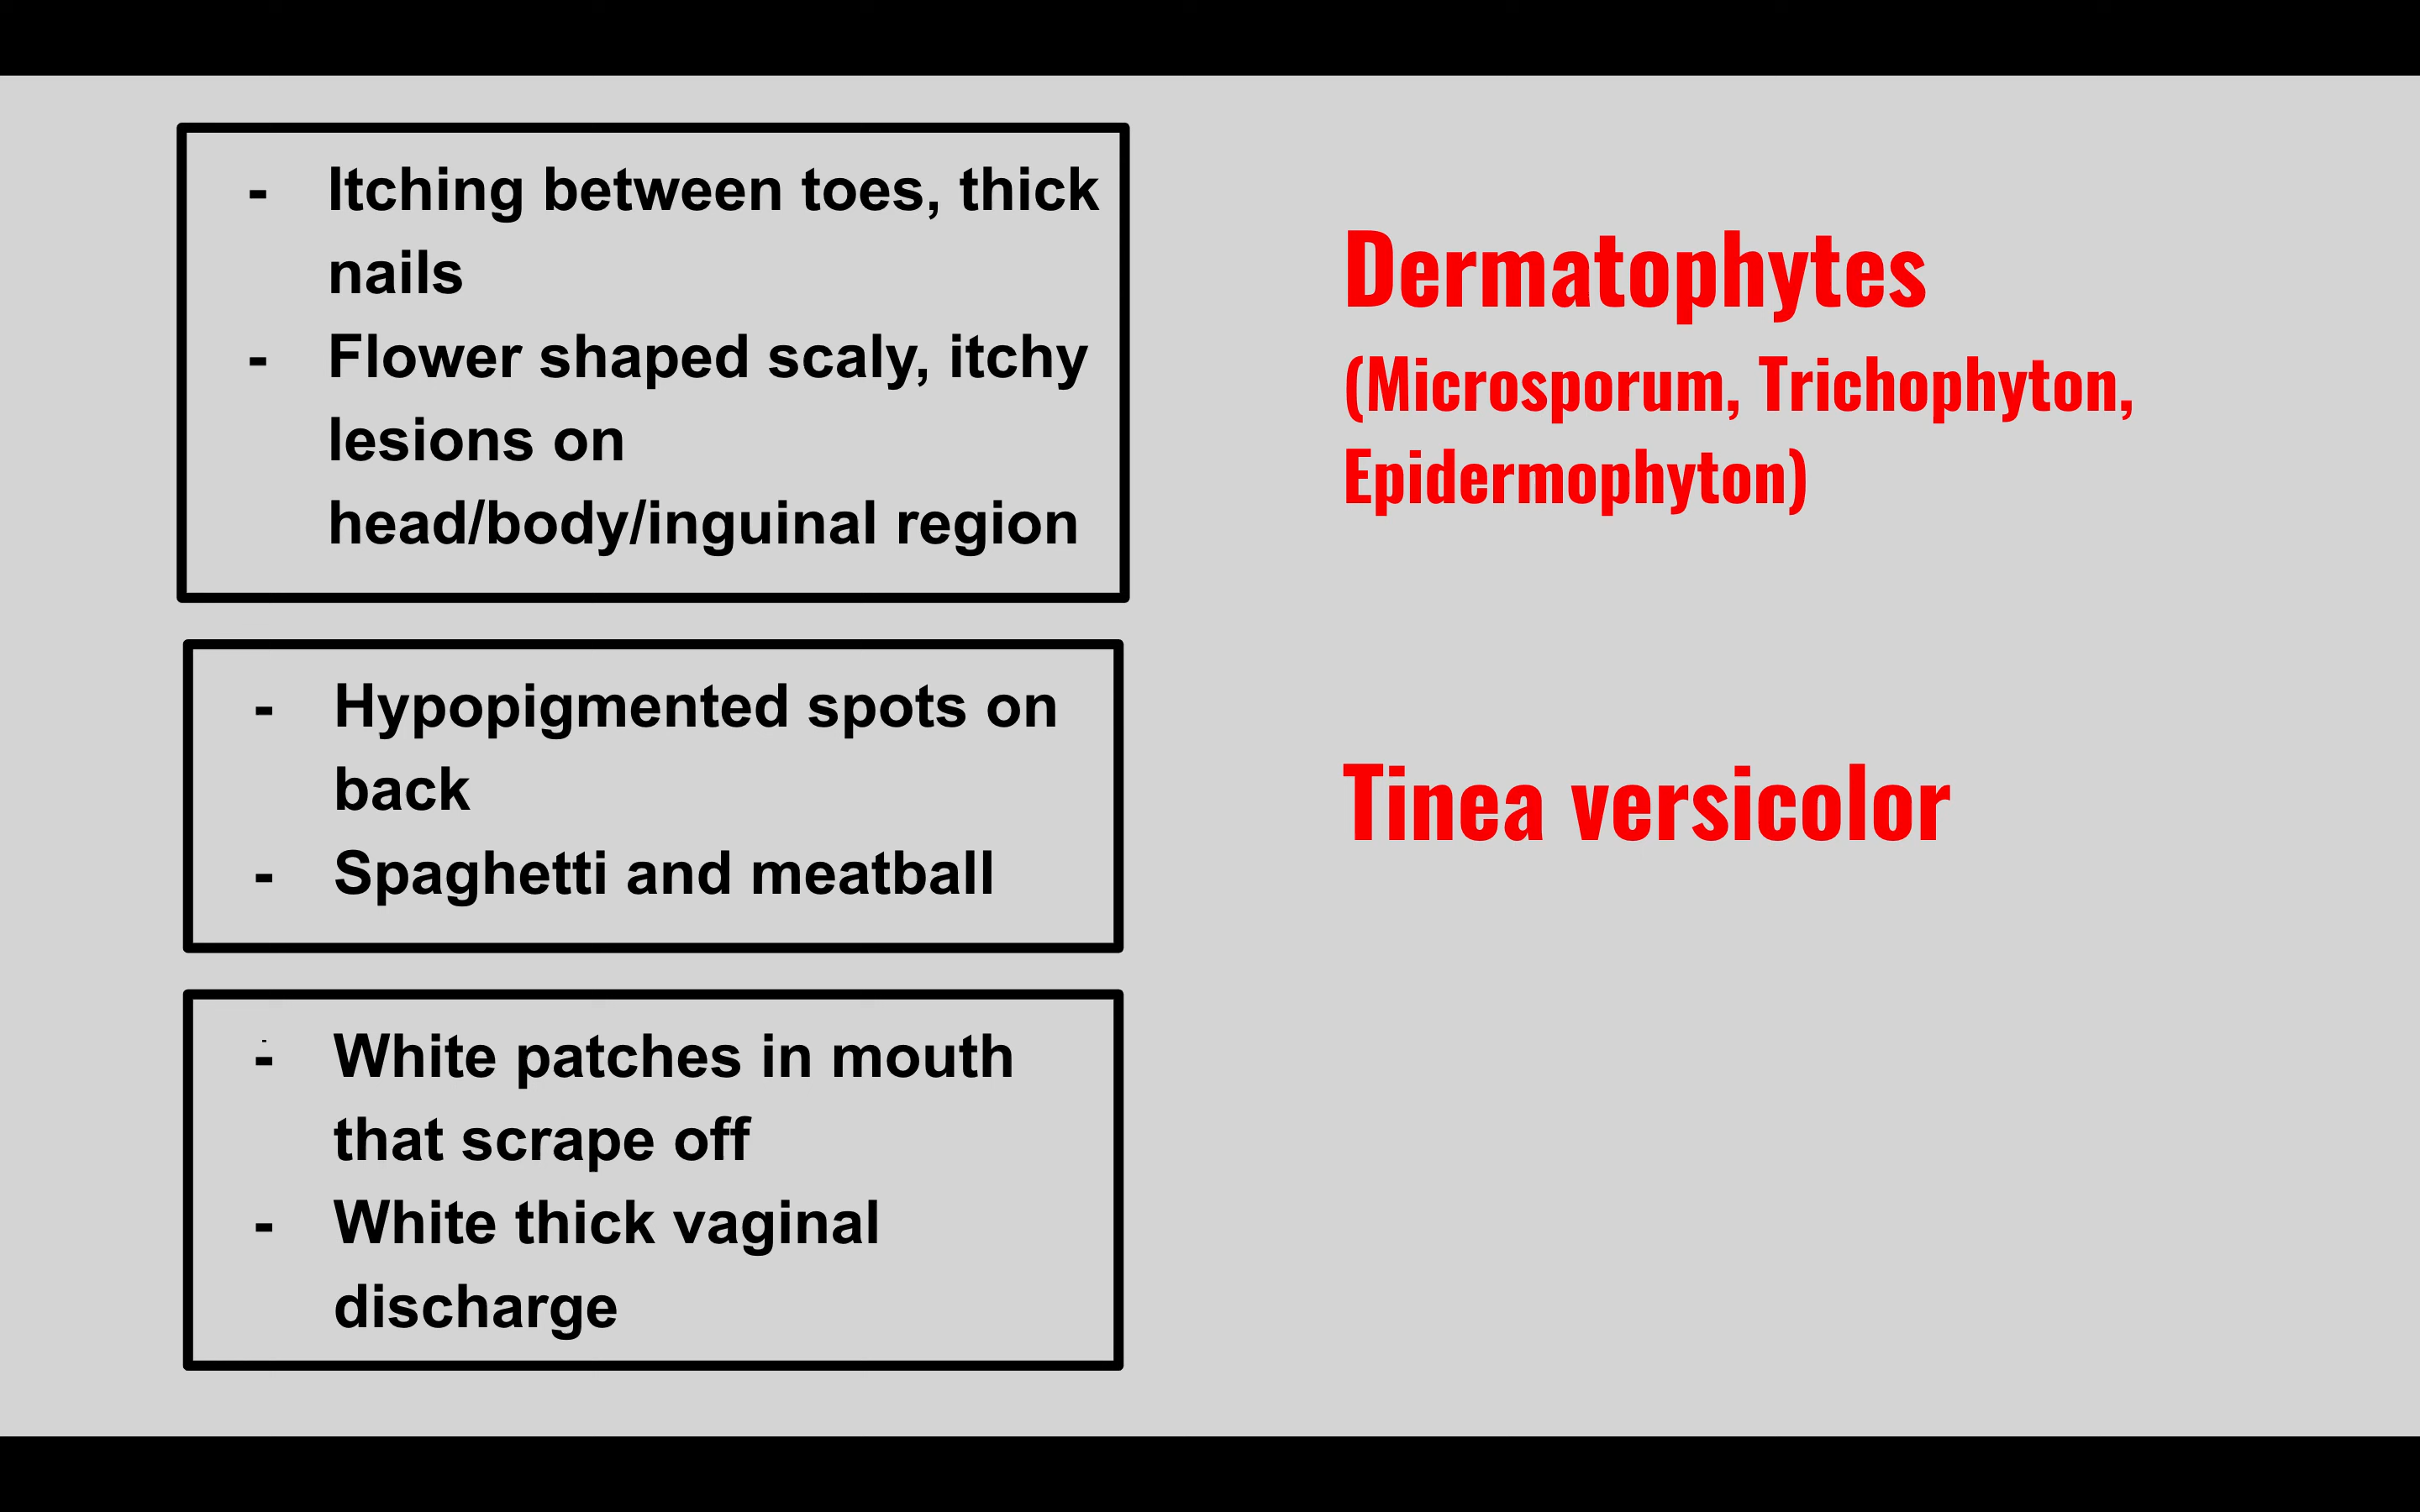 - Itching between toes, thick
nails
- Flower shaped scaly, itchy
lesions on
head/body/inguinal region
Dermatophytes
(Microsporum, Trichophyton,
Epidermophyton)
- Hypopigmented spots on
back
- Spaghetti and meatball
Tinea versicolor
- White patches in mouth
that scrape off
- White thick vaginal
discharge